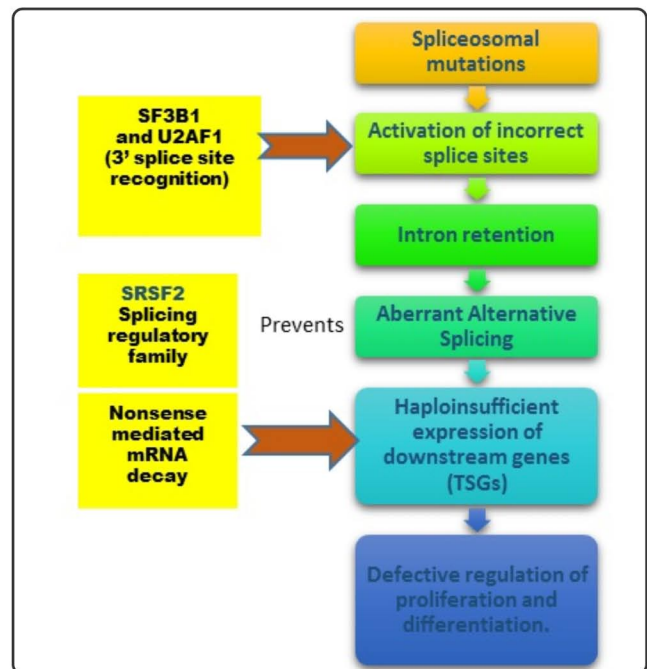 Spliceosomal
mutations
SF3B1
and U2AF1
(3' splice site
recognition)
Activation of incorrect
splice sites
Intron retention
SRSF2
Splicing
regulatory
family
Prevents
Aberrant Alternative
Splicing
Nonsense
mediated
mRNA
decay
Haploinsufficient
expression of
downstream genes
(TSGs)
Defective regulation of
proliferation and
differentiation.